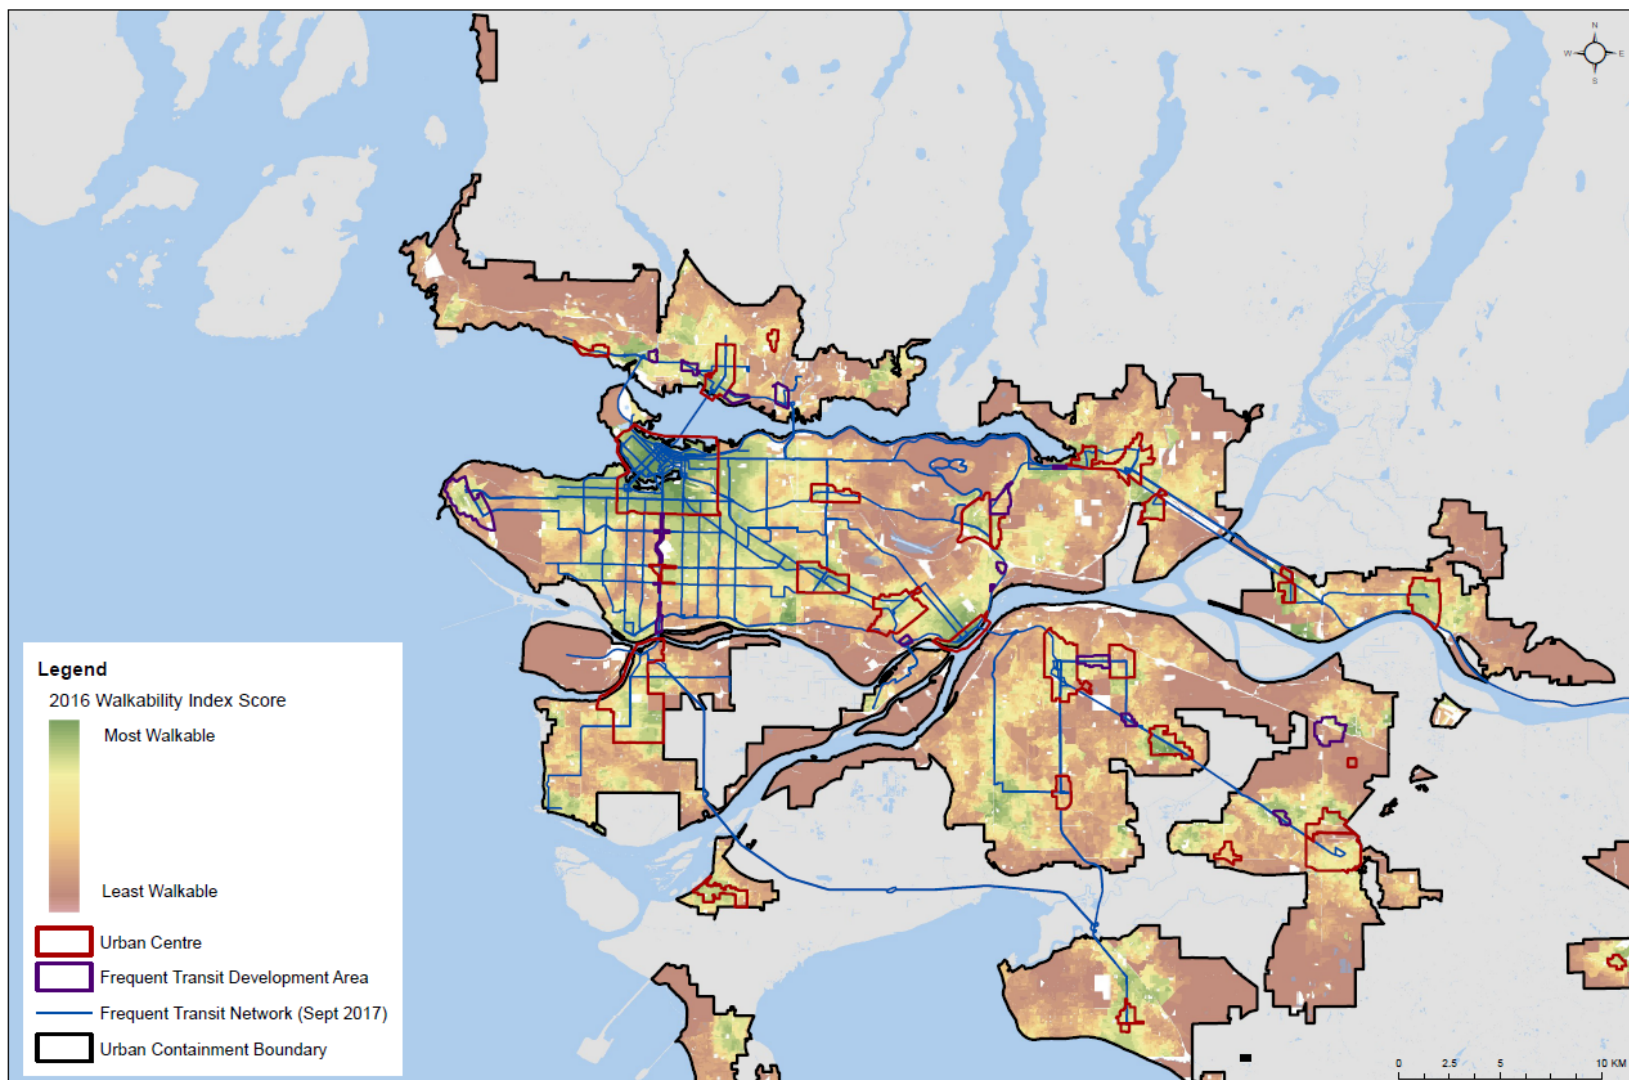 N
W E
S
Legend
2016 Walkability Index Score
Most Walkable
Least Walkable
Urban Centre
Frequent Transit Development Area
Frequent Transit Network (Sept 2017)
Urban Containment Boundary
0 2.5 5 10 KM